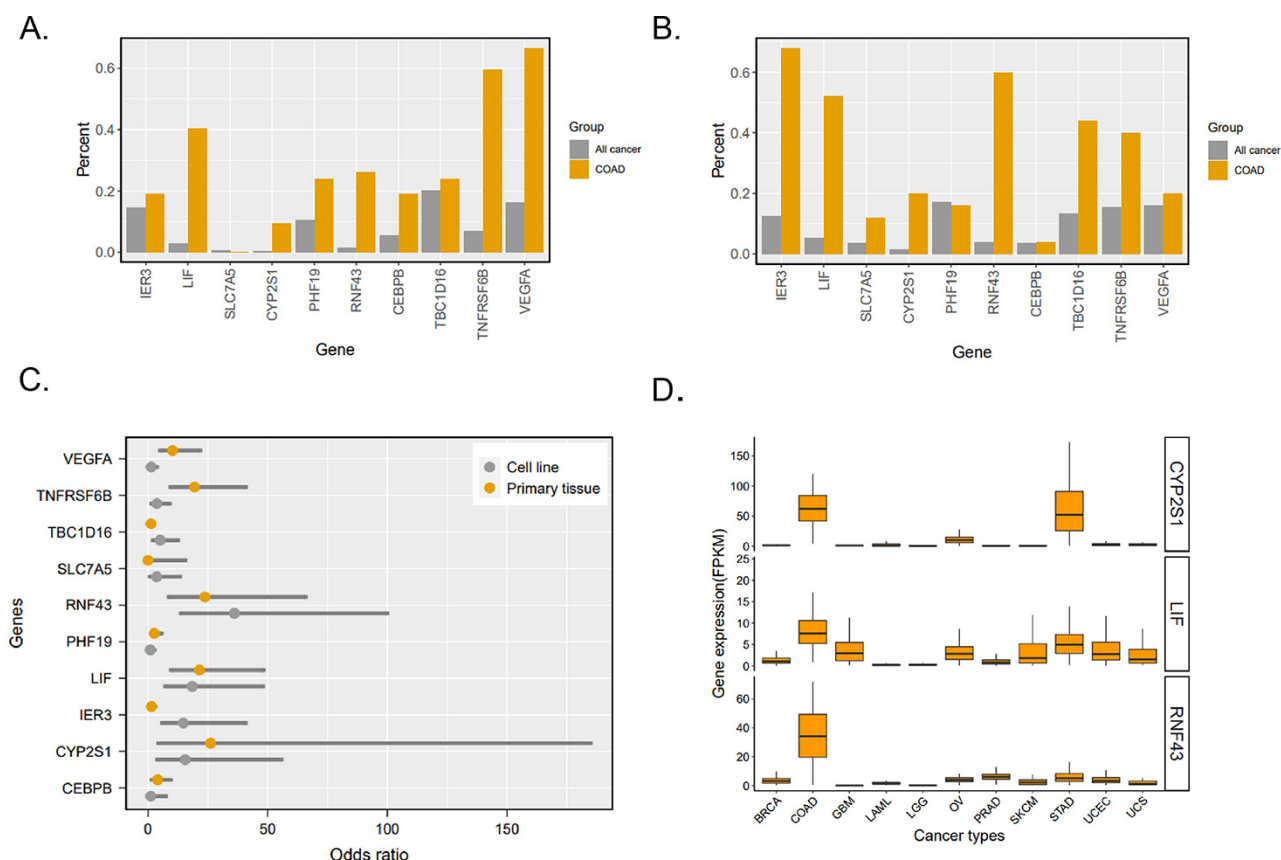 A.
0.6
0.4
0.2
0.0
Percent
IER3
LIF
SLC7A5
CYP2S1
PHF19
RNF43
CEBPB
TBC1D16
TNFRSF6B
VEGFA
Gene
Group
All cancer
COAD
B.
0.6
0.4
0.2
0.0
Percent
IER3
LIF
SLC7A5
CYP2S1
PHF19
RNF43
CEBPB
TBC1D16
TNFRSF6B
VEGFA
Gene
Group
All cancer
COAD
C.
Genes
VEGFA
TNFRSF6B
TBC1D16
SLC7A5
RNF43
PHF19
LIF
IER3
CYP2S1
CEBPB
Cell line
Primary tissue
0
50
100
150
Odds ratio
D.
Gene expression(FPKM)
150
100
50
0
CYP2S1
25
20
15
10
5
0
LIF
60
40
20
0
RNF43
BRCA
COAD
GBM
LAML
LGG
OV
PRAD
SKCM
STAD
UCEC
UCS
Cancer types